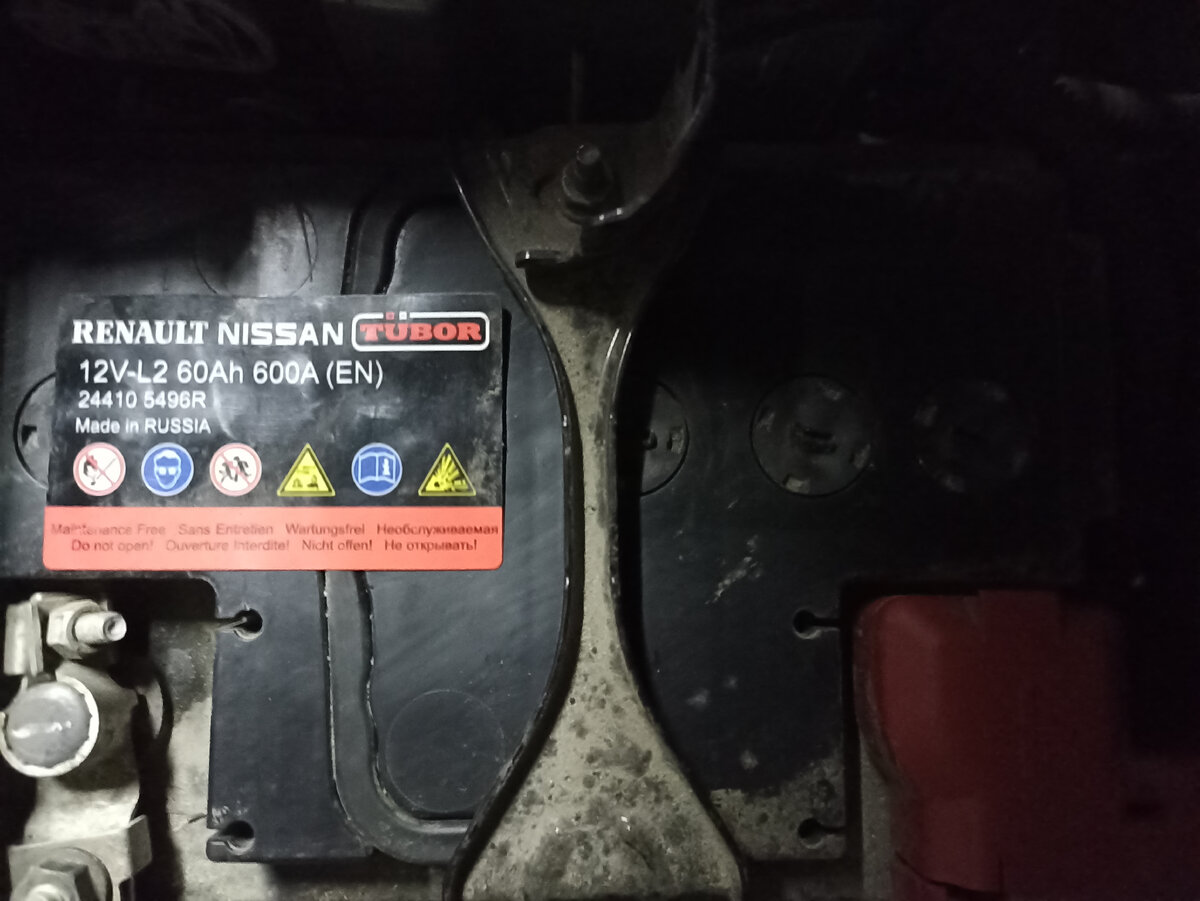 RENAULT NISSAN TUBOR
12V-L2 60Ah 600A (EN)
24410 5496R
Made in RUSSIA
Maintenance Free Sans Entretien Wartungsfrei Необслуживаемая
Do not open! Ouverture Interdite! Nicht offen! Не открывать!